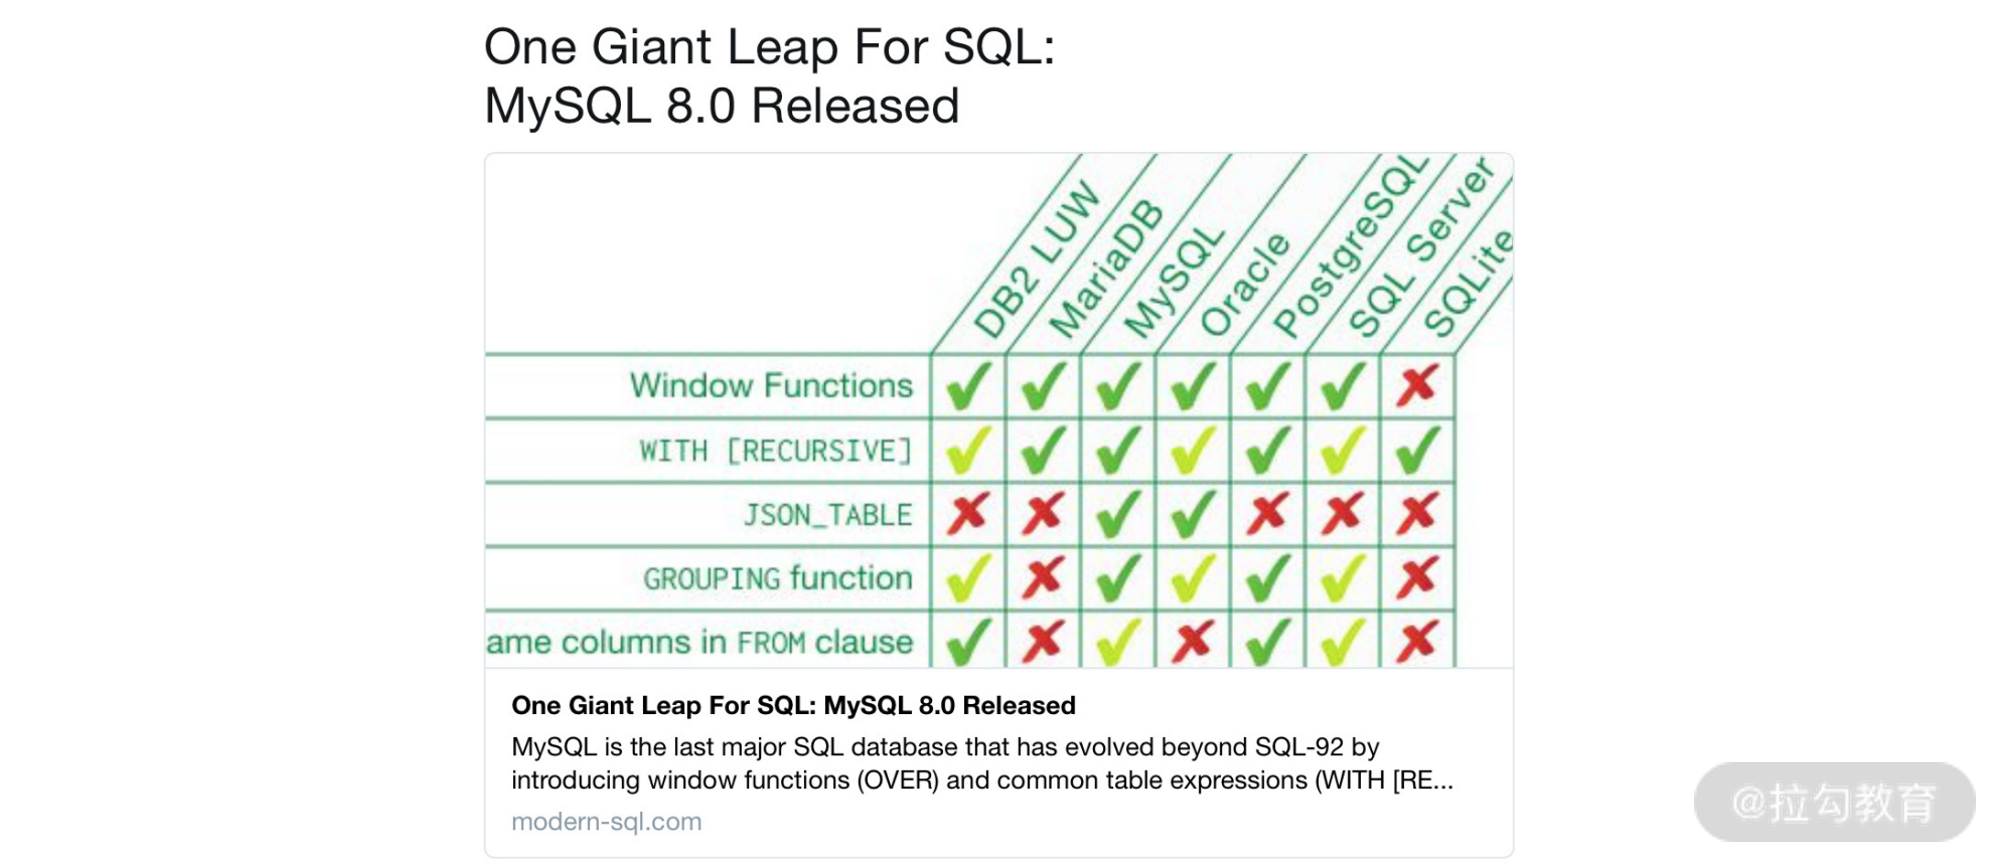 One Giant Leap For SQL:
MySQL 8.0 Released
DB2 LUW
MariaDB
MySQL
Oracle
PostgreSQL
SQL Server
SQLite
Window Functions
WITH [RECURSIVE]
JSON_TABLE
GROUPING function
ame columns in FROM clause
One Giant Leap For SQL: MySQL 8.0 Released
MySQL is the last major SQL database that has evolved beyond SQL-92 by
introducing window functions (OVER) and common table expressions (WITH [RE...
modern-sql.com
@拉勾教育